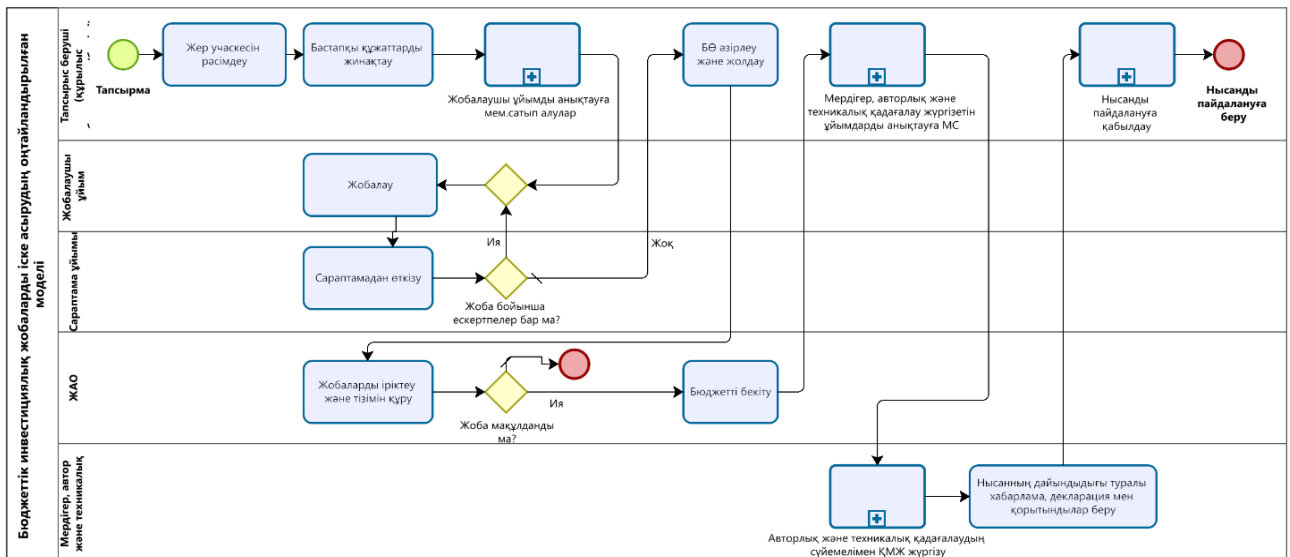 Бюджеттік инвестициялық жобаларды іске асырудың оңтайландырылған
моделі
Тапсырыс беруші
(құрылыс
Тапсырма
Жер учаскесін
рәсімдеу
Бастапқы құжаттарды
жинақтау
Жобалаушы ұйымды анықтауға
мем.сатып алулар
БӨ әзірлеу
және жолдау
Мердігер, авторлық және
техникалық қадағалау жүргізетін
ұйымдарды анықтауға МС
Нысанды
пайдалануға
қабылдау
Нысанды
пайдалануға
беру
Жобалаушы
ұйым
Жобалау
Сараптама ұйымы
Сараптамадан өткізу
Ия
Жоқ
Жоба бойынша
ескертпелер бар ма?
ЖАО
Жобаларды іріктеу
және тізімін құру
Ия
Жоба мақұлданды
ма?
Бюджетті бекіту
Мердігер, автор
және техникалық
Авторлық және техникалық қадағалаудың
сүйемелімен ҚМЖ жүргізу
Нысанның дайындыдығы туралы
хабарлама, декларация мен
қорытындылар беру